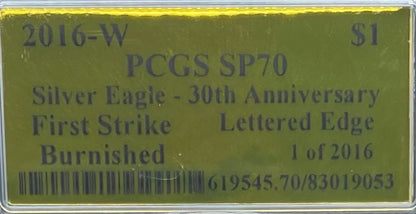 2016-W $1
PCGS SP70
Silver Eagle - 30th Anniversary
First Strike Lettered Edge
Burnished 1 of 2016
619545.70/83019053